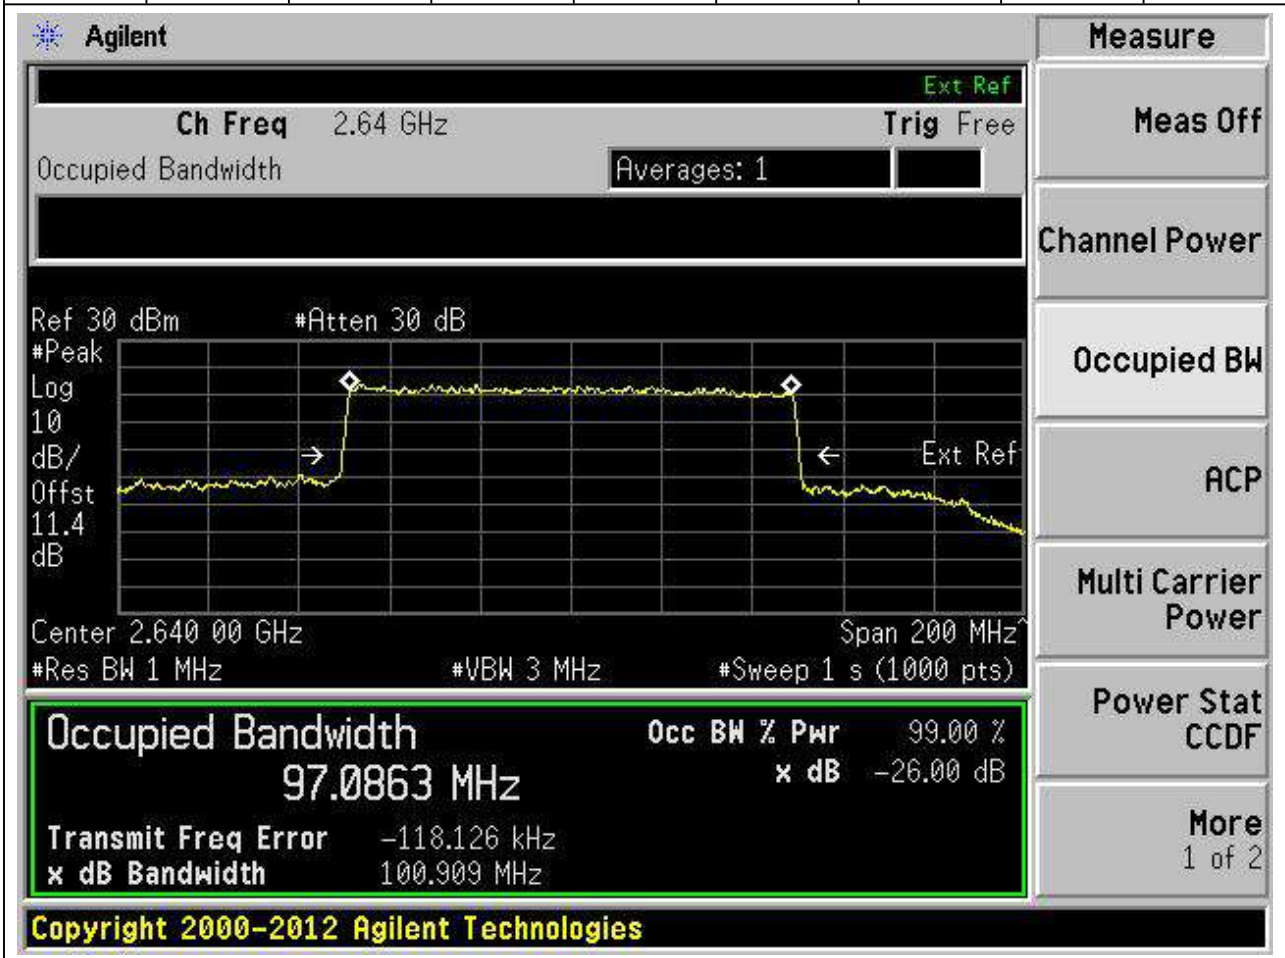 Agilent
Measure
Ext Ref
Ch Freq 2.64 GHz Trig Free
Meas Off
Occupied Bandwidth Averages: 1
Channel Power
Ref 30 dBm #Atten 30 dB
#Peak
Log
10
dB/
Offst
11.4
dB
Ext Ref
Occupied BW
ACP
Center 2.640 00 GHz Span 200 MHz^
#Res BW 1 MHz #VBW 3 MHz #Sweep 1 s (1000 pts)
Multi Carrier
Power
Occupied Bandwidth Occ BW % Pwr 99.00 %
97.0863 MHz x dB -26.00 dB
Power Stat
CCDF
Transmit Freq Error -118.126 kHz
x dB Bandwidth 100.909 MHz
More
1 of 2
Copyright 2000-2012 Agilent Technologies